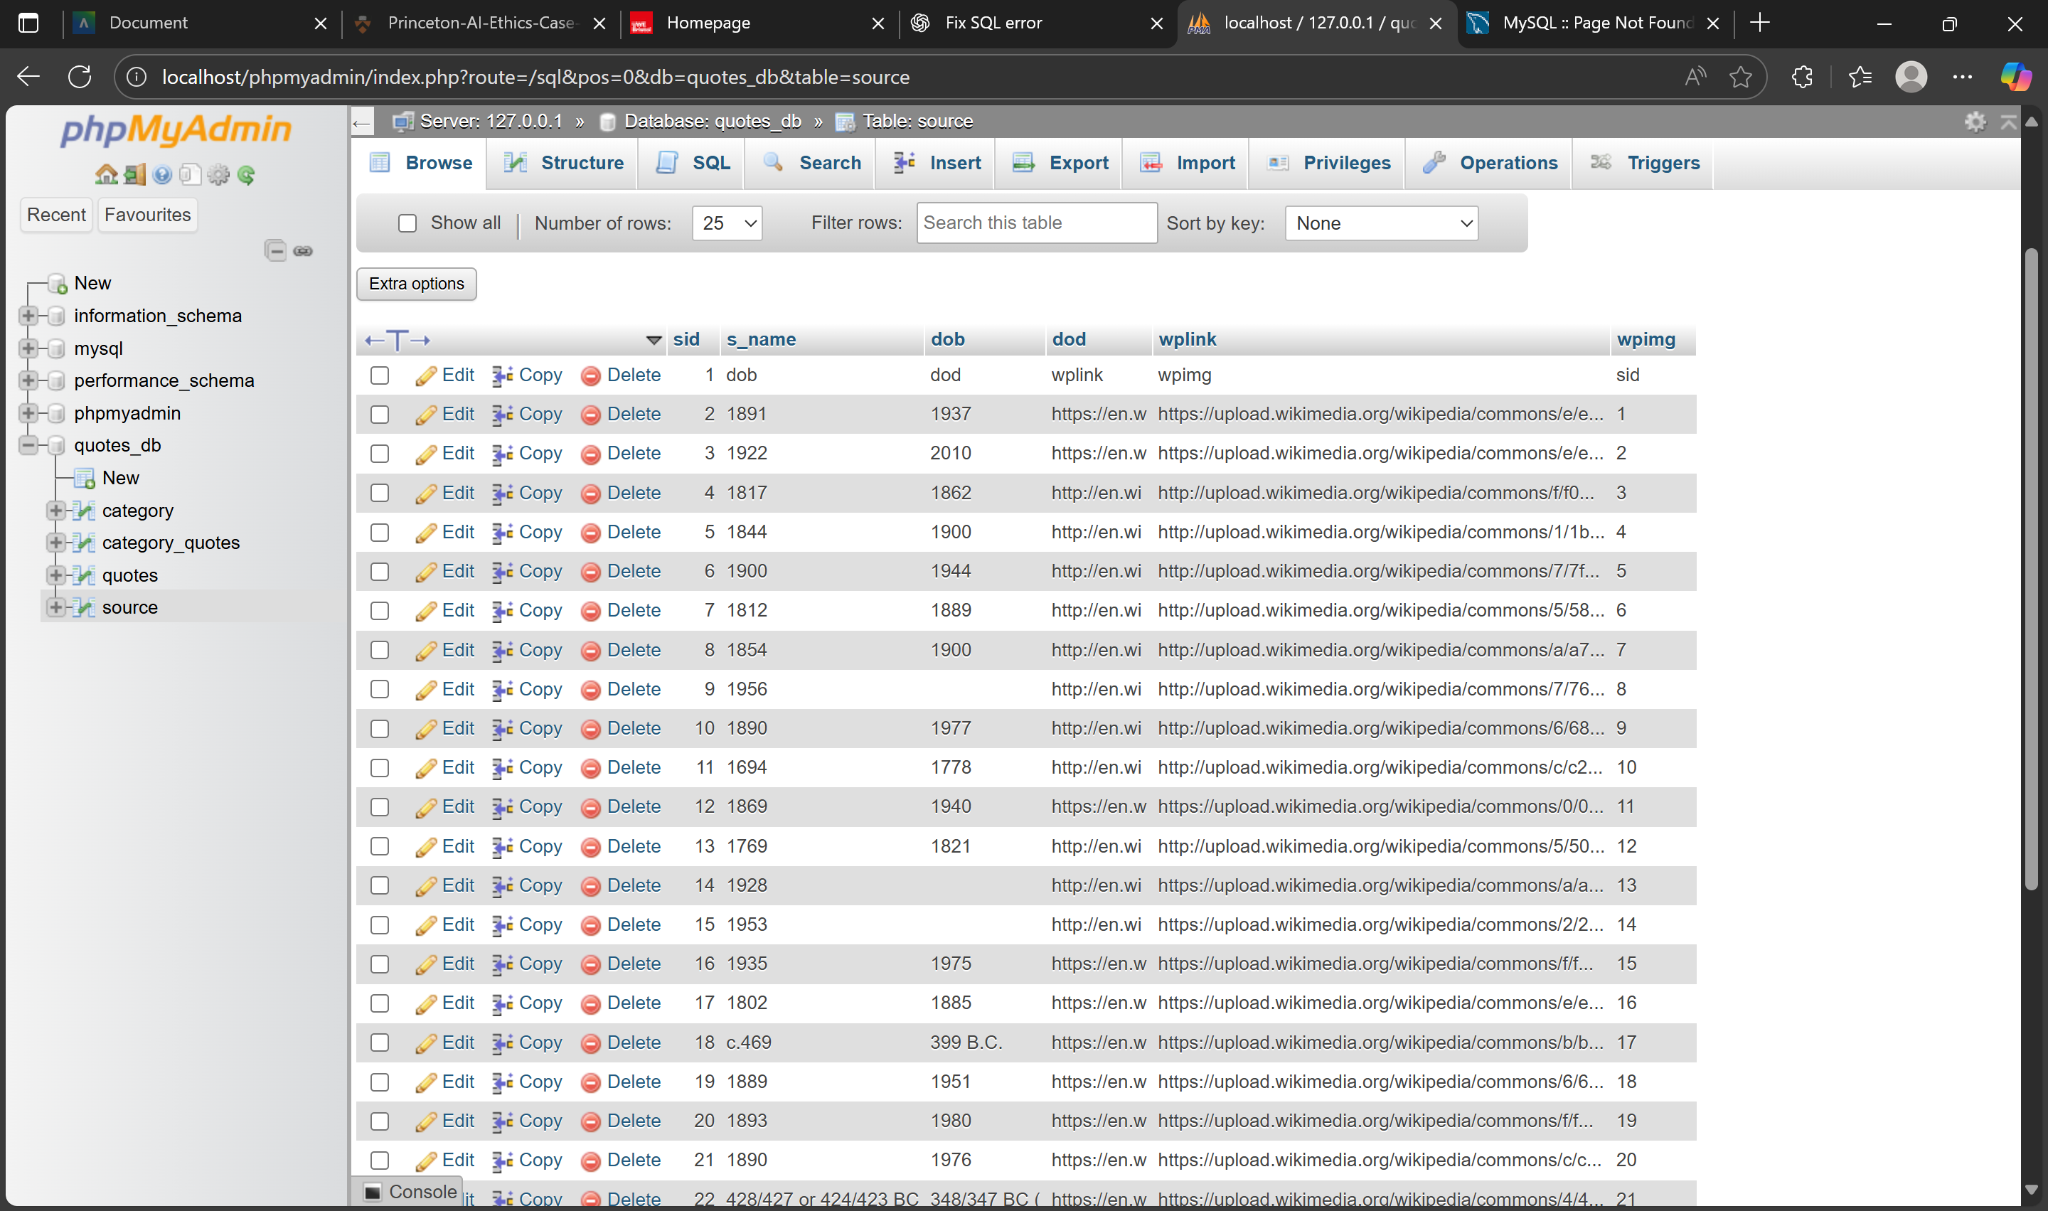 Document
Princeton-AI-Ethics-Case-
Homepage
Fix SQL error
localhost / 127.0.0.1 / quo
MySQL :: Page Not Found
localhost/phpmyadmin/index.php?route=/sql&pos=0&db=quotes_db&table=source
phpMyAdmin
Recent Favourites
New
information_schema
mysql
performance_schema
phpmyadmin
quotes_db
New
category
category_quotes
quotes
source
Server: 127.0.0.1 » Database: quotes_db » Table: source
Browse Structure SQL Search Insert Export Import Privileges Operations Triggers
Show all Number of rows: 25 Filter rows: Search this table Sort by key: None
Extra options
sid s_name dob dod wplink wpimg
Edit Copy Delete 1 dob dod wplink wpimg sid
Edit Copy Delete 2 1891 1937 https://en.w https://upload.wikimedia.org/wikipedia/commons/e/e... 1
Edit Copy Delete 3 1922 2010 https://en.w https://upload.wikimedia.org/wikipedia/commons/e/e... 2
Edit Copy Delete 4 1817 1862 http://en.wi http://upload.wikimedia.org/wikipedia/commons/f/f0... 3
Edit Copy Delete 5 1844 1900 http://en.wi http://upload.wikimedia.org/wikipedia/commons/1/1b... 4
Edit Copy Delete 6 1900 1944 http://en.wi http://upload.wikimedia.org/wikipedia/commons/7/7f... 5
Edit Copy Delete 7 1812 1889 http://en.wi http://upload.wikimedia.org/wikipedia/commons/5/58... 6
Edit Copy Delete 8 1854 1900 http://en.wi http://upload.wikimedia.org/wikipedia/commons/a/a7... 7
Edit Copy Delete 9 1956 http://en.wi http://upload.wikimedia.org/wikipedia/commons/7/76... 8
Edit Copy Delete 10 1890 1977 http://en.wi http://upload.wikimedia.org/wikipedia/commons/6/68... 9
Edit Copy Delete 11 1694 1778 http://en.wi http://upload.wikimedia.org/wikipedia/commons/c/c2... 10
Edit Copy Delete 12 1869 1940 https://en.w https://upload.wikimedia.org/wikipedia/commons/0/0... 11
Edit Copy Delete 13 1769 1821 http://en.wi http://upload.wikimedia.org/wikipedia/commons/5/50... 12
Edit Copy Delete 14 1928 http://en.wi https://upload.wikimedia.org/wikipedia/commons/a/a... 13
Edit Copy Delete 15 1953 http://en.wi https://upload.wikimedia.org/wikipedia/commons/2/2... 14
Edit Copy Delete 16 1935 1975 https://en.w https://upload.wikimedia.org/wikipedia/commons/f/f... 15
Edit Copy Delete 17 1802 1885 https://en.w https://upload.wikimedia.org/wikipedia/commons/e/e... 16
Edit Copy Delete 18 c.469 399 B.C. https://en.w https://upload.wikimedia.org/wikipedia/commons/b/b... 17
Edit Copy Delete 19 1889 1951 https://en.w https://upload.wikimedia.org/wikipedia/commons/6/6... 18
Edit Copy Delete 20 1893 1980 https://en.w https://upload.wikimedia.org/wikipedia/commons/f/f... 19
Edit Copy Delete 21 1890 1976 https://en.w https://upload.wikimedia.org/wikipedia/commons/c/c... 20
Console
Copy Delete 22 428/427 or 424/423 BC 348/347 BC ( https://en.w https://upload.wikimedia.org/wikipedia/commons/4/4... 21